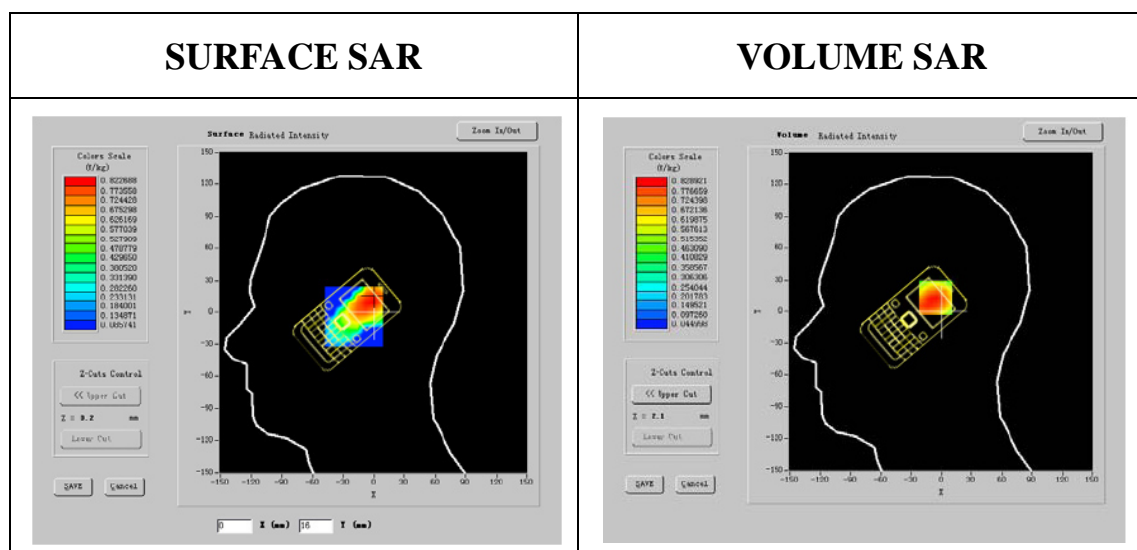 SURFACE SAR
VOLUME SAR
Surface Radiated Intensity
Zoom In/Out
Colors Scale
(W/kg)
0.822688
0.773558
0.724428
0.675298
0.626169
0.577039
0.527909
0.478779
0.429650
0.380520
0.331390
0.282260
0.233131
0.184001
0.134871
0.085741
150
120
90
60
30
0
-30
-60
-90
-120
-150
Y
-150 -120 -90 -60 -30 0 30 60 90 120 150
X
Z-Cuts Control
<< Upper Cut
Z = 0.2 mm
Lower Cut
SAVE
Cancel
0 X (mm) 16 Y (mm)
Volume Radiated Intensity
Zoom In/Out
Colors Scale
(W/kg)
0.828921
0.776659
0.724398
0.672136
0.619875
0.567613
0.515352
0.463090
0.410829
0.358567
0.306306
0.254044
0.201783
0.149521
0.097260
0.044998
150
120
90
60
30
0
-30
-60
-90
-120
-150
Y
-150 -120 -90 -60 -30 0 30 60 90 120 150
X
Z-Cuts Control
<< Upper Cut
Z = 2.1 mm
Lower Cut
SAVE
Cancel